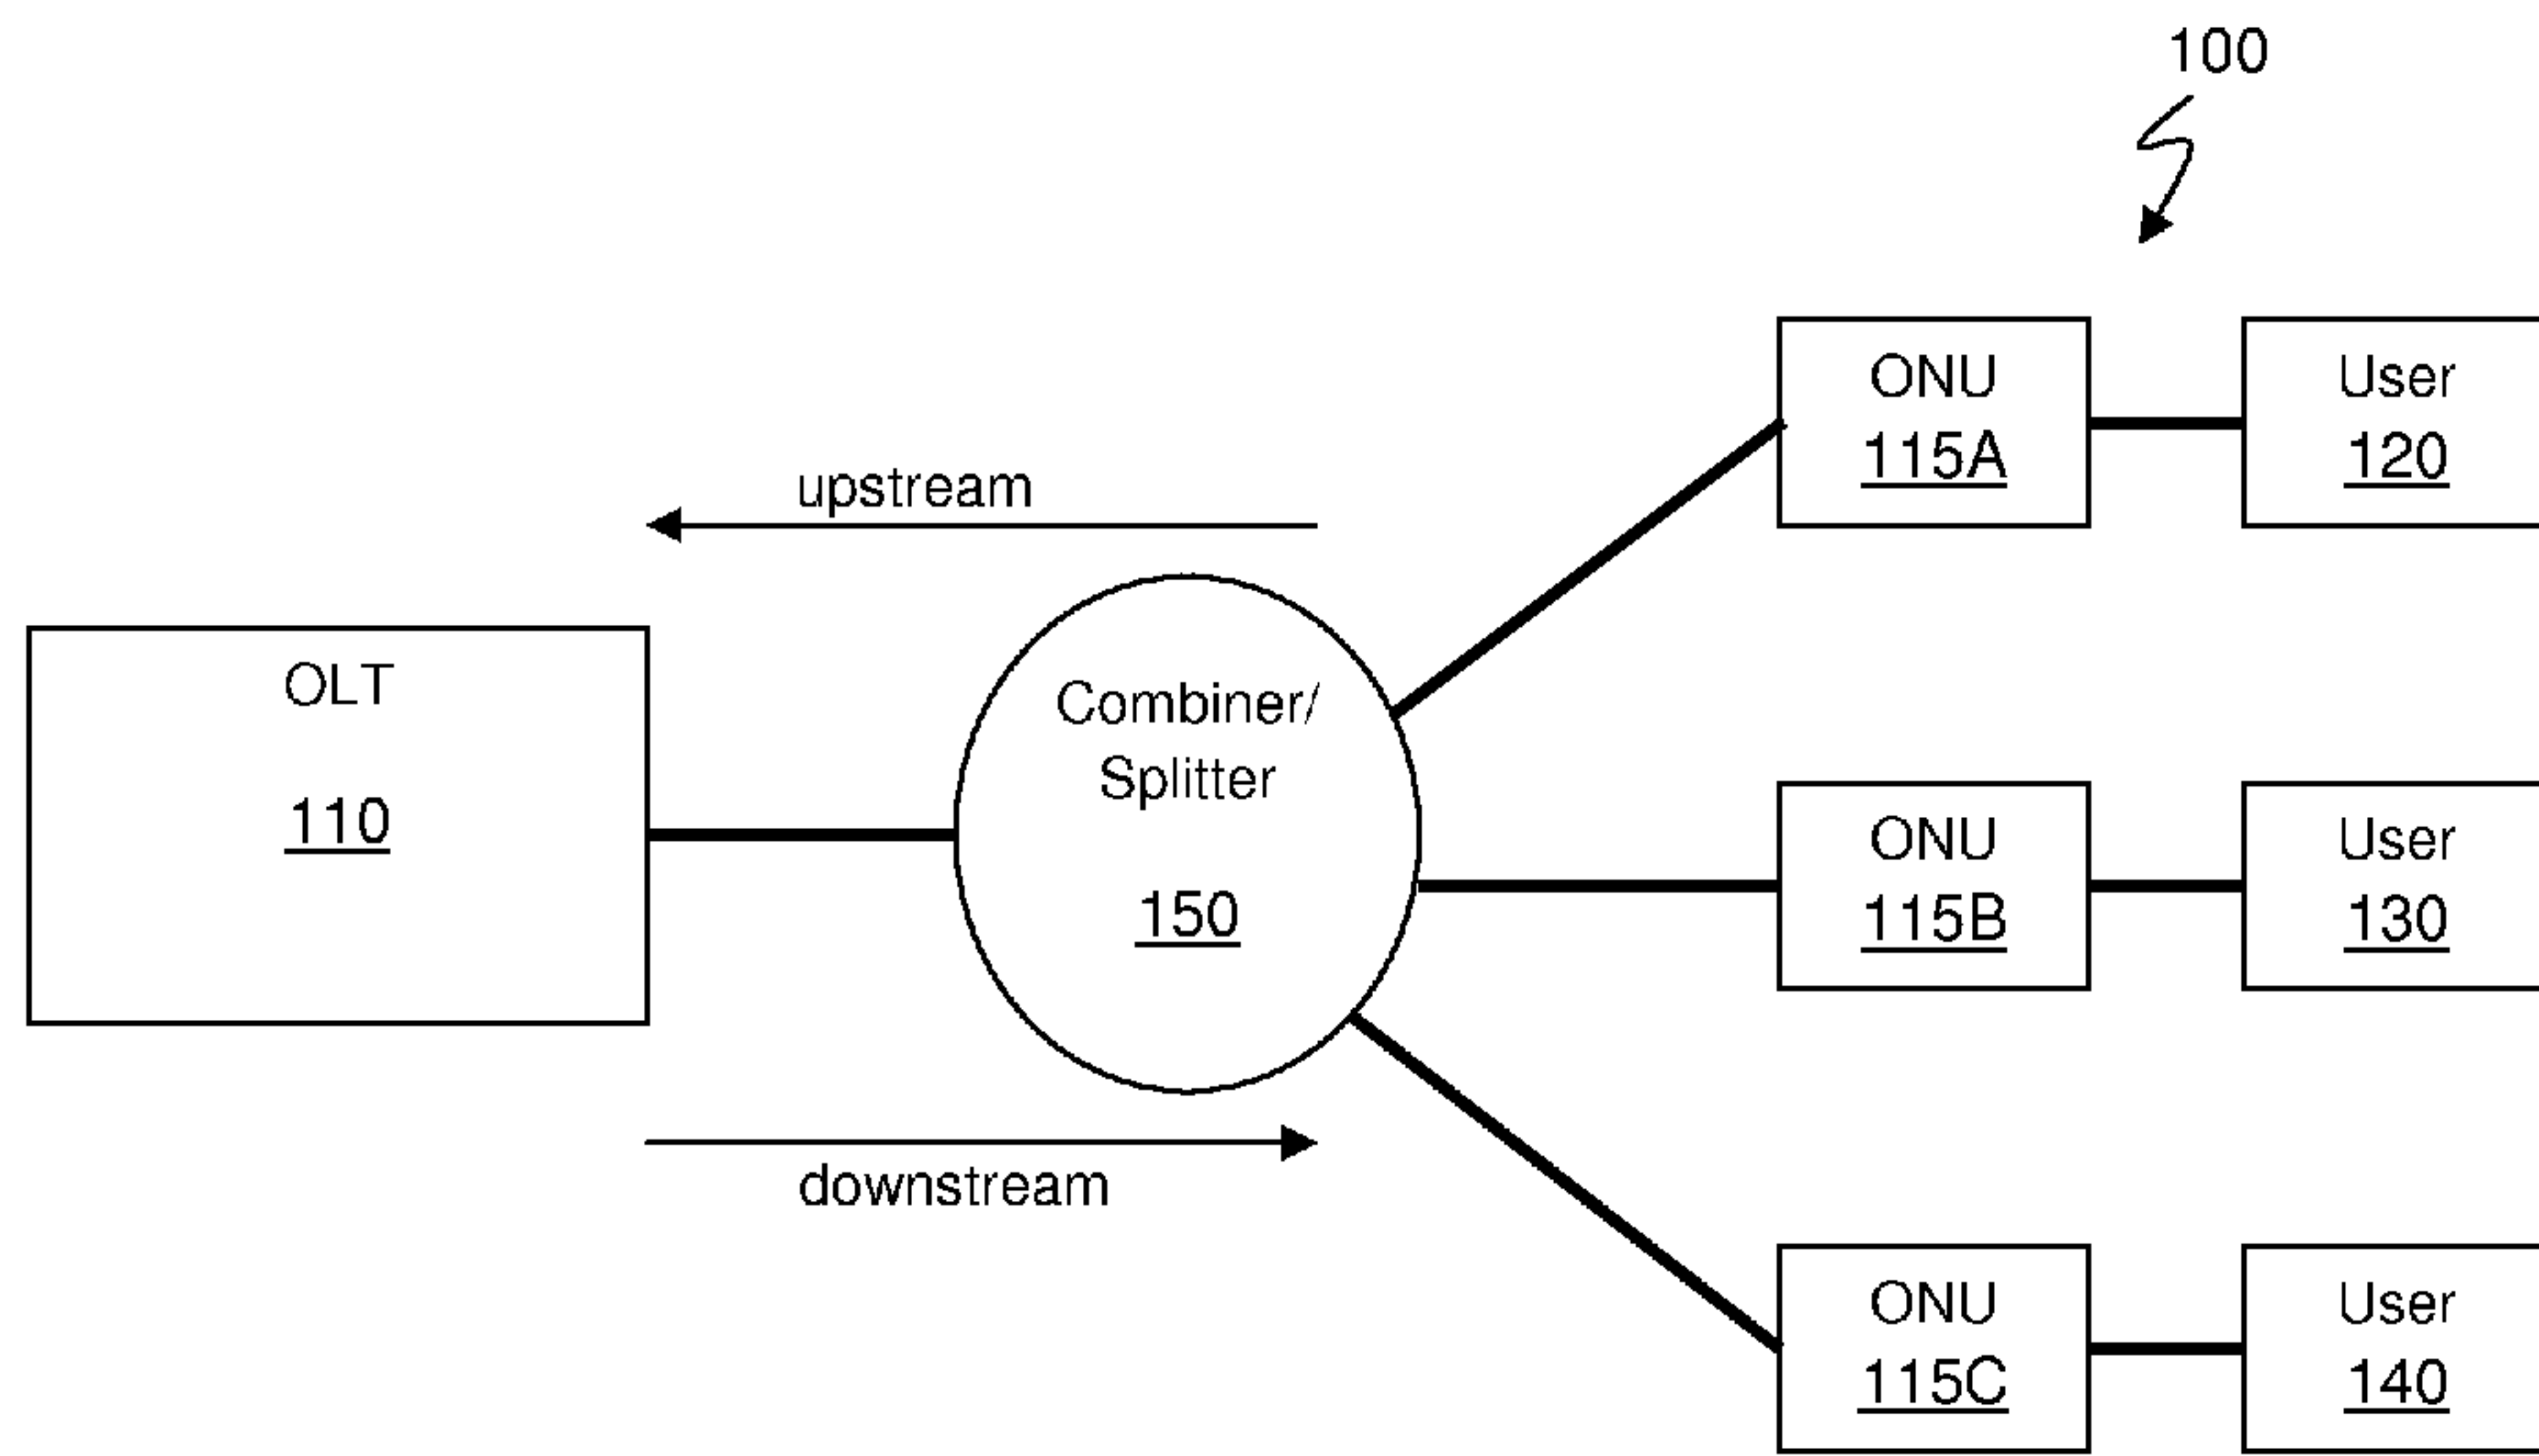 100
ONU
115A
User
120
upstream
OLT
110
Combiner/
Splitter
150
ONU
115B
User
130
downstream
ONU
115C
User
140